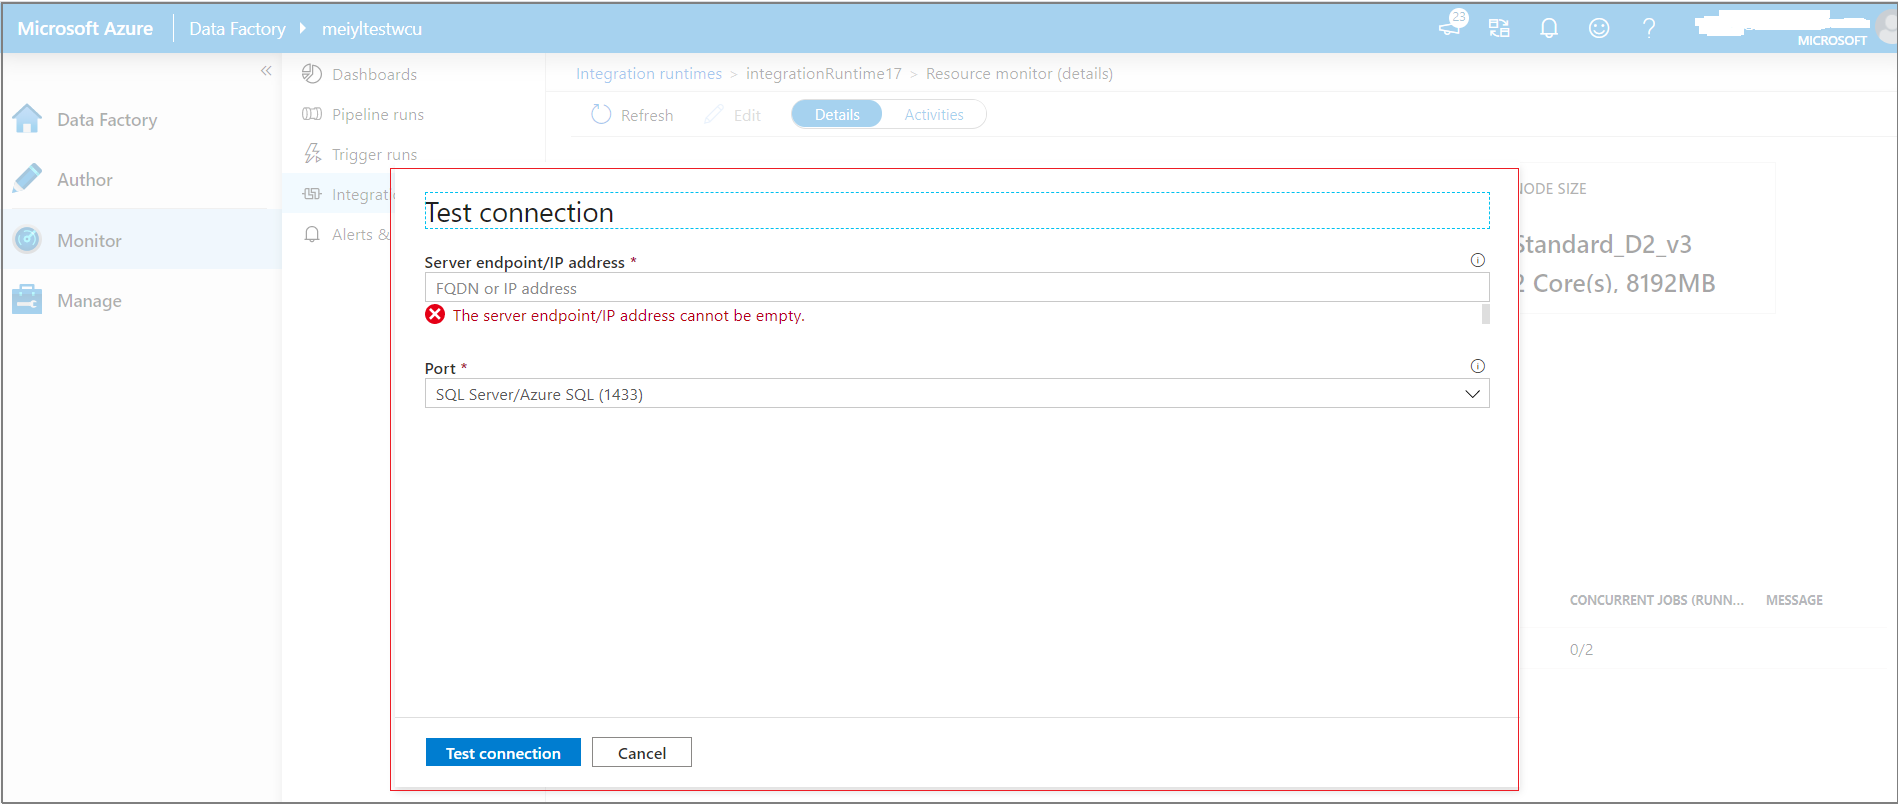 Microsoft Azure
Data Factory
meiyltestwcu
23
MICROSOFT
Data Factory
Author
Monitor
Manage
Dashboards
Pipeline runs
Trigger runs
Integrati
Alerts &
Integration runtimes > integrationRuntime17 > Resource monitor (details)
Refresh
Edit
Details
Activities
NODE SIZE
Standard_D2_v3
2 Core(s), 8192MB
Test connection
Server endpoint/IP address *
FQDN or IP address
The server endpoint/IP address cannot be empty.
Port *
SQL Server/Azure SQL (1433)
CONCURRENT JOBS (RUNN...
MESSAGE
0/2
Test connection
Cancel